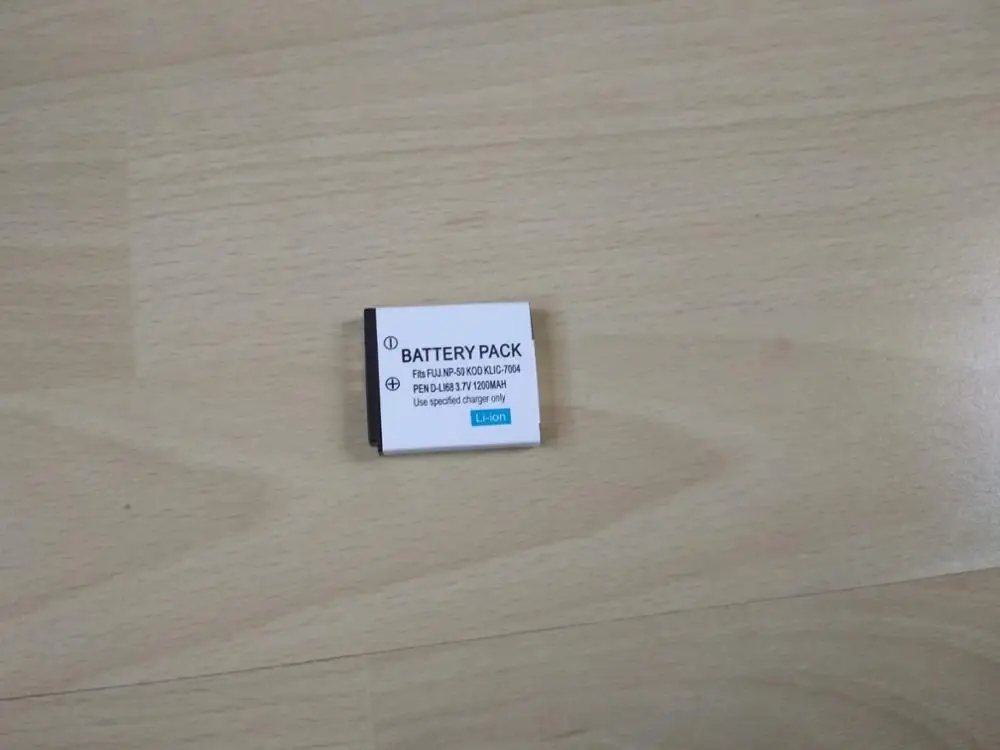 BATTERY PACK
Fits FUJ.NP-50 KOD KLIC-7004
PEN D-LI68 3.7V 1200MAH
Use specified charger only
Li-ion